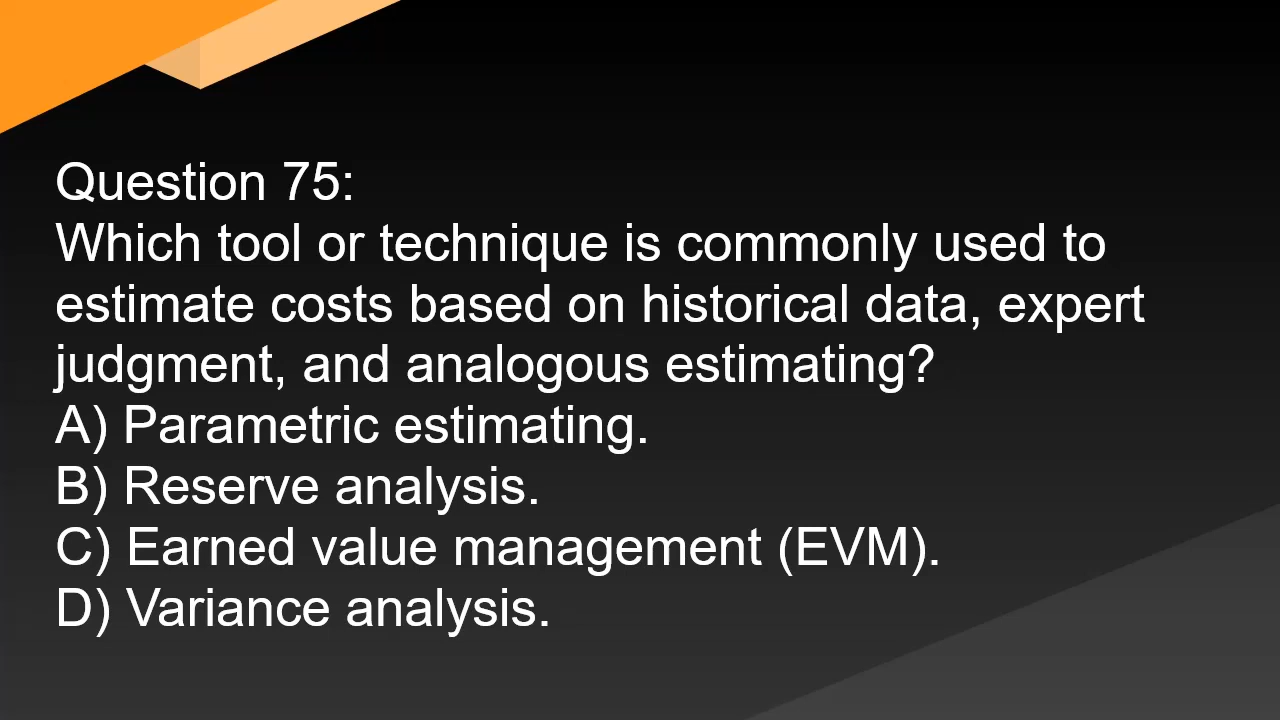 Question 75:
Which tool or technique is commonly used to
estimate costs based on historical data, expert
judgment, and analogous estimating?
A) Parametric estimating.
B) Reserve analysis.
C) Earned value management (EVM).
D) Variance analysis.